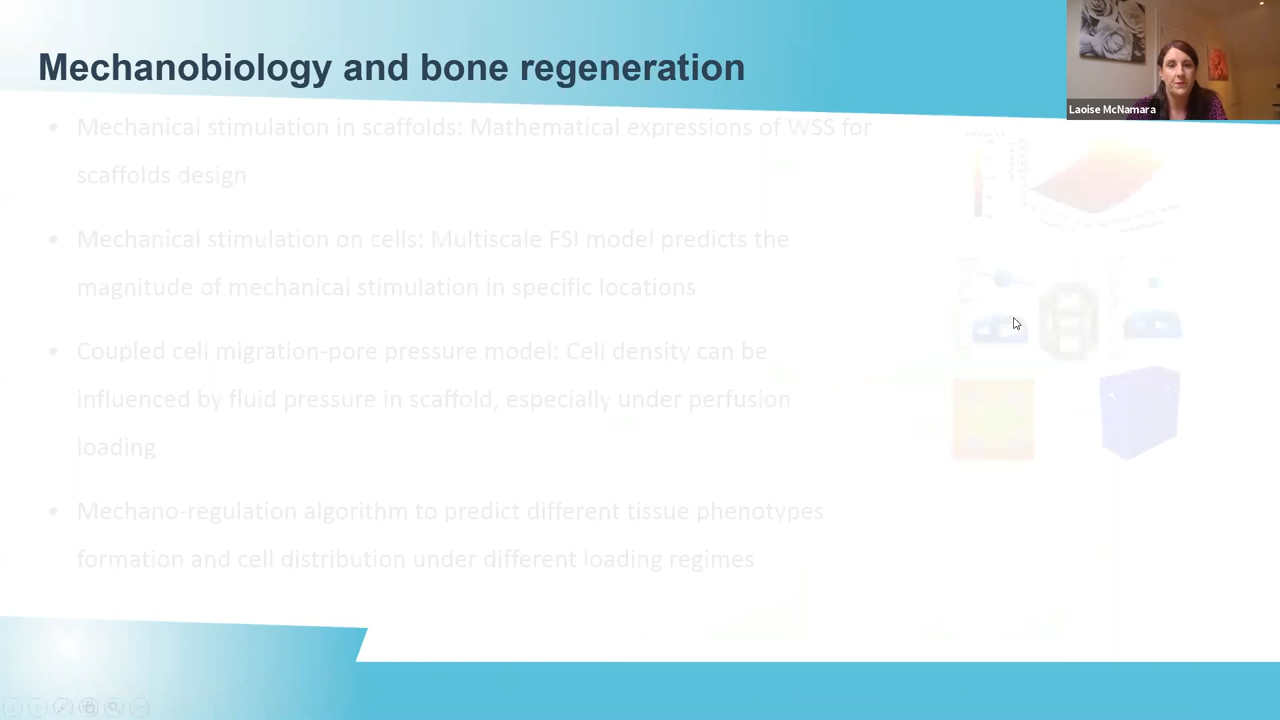 Mechanobiology and bone regeneration
Laoise McNamara
• Mechanical stimulation in scaffolds: Mathematical expressions of WSS for
scaffolds design
• Mechanical stimulation on cells: Multiscale FSI model predicts the
magnitude of mechanical stimulation in specific locations
• Coupled cell migration-pore pressure model: Cell density can be
influenced by fluid pressure in scaffold, especially under perfusion
loading
• Mechano-regulation algorithm to predict different tissue phenotypes
formation and cell distribution under different loading regimes